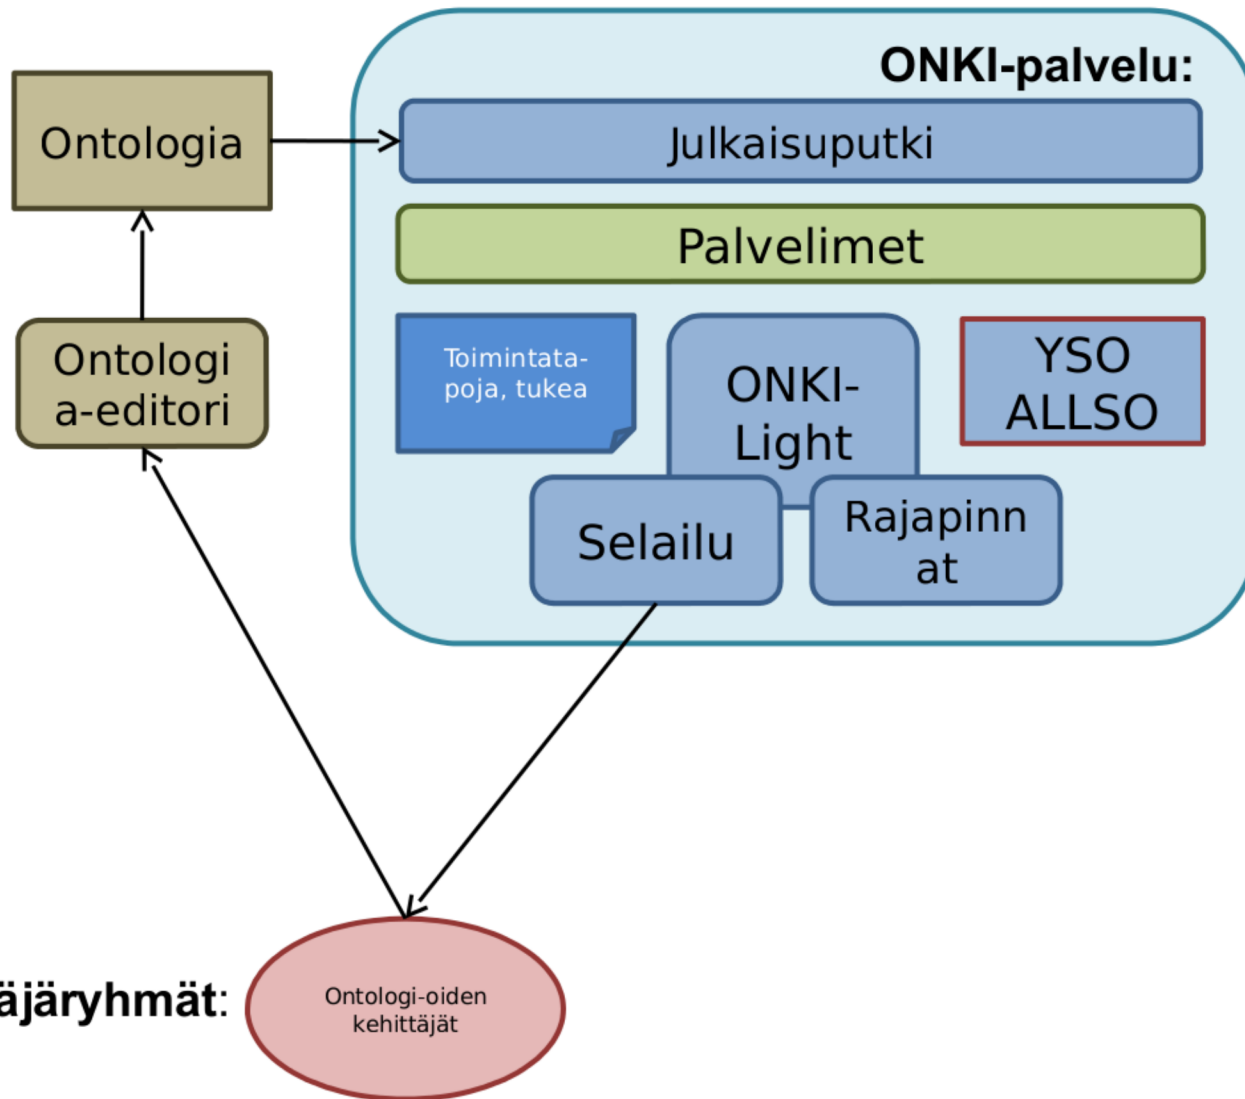 ONKI-palvelu:
Ontologia
Julkaisuputki
Palvelimet
Ontologi
a-editori
Toimintata-
poja, tukea
ONKI-
Light
YSO
ALLSO
Selailu
Rajapinn
at
äjäryhmät:
Ontologi-oiden
kehittäjät